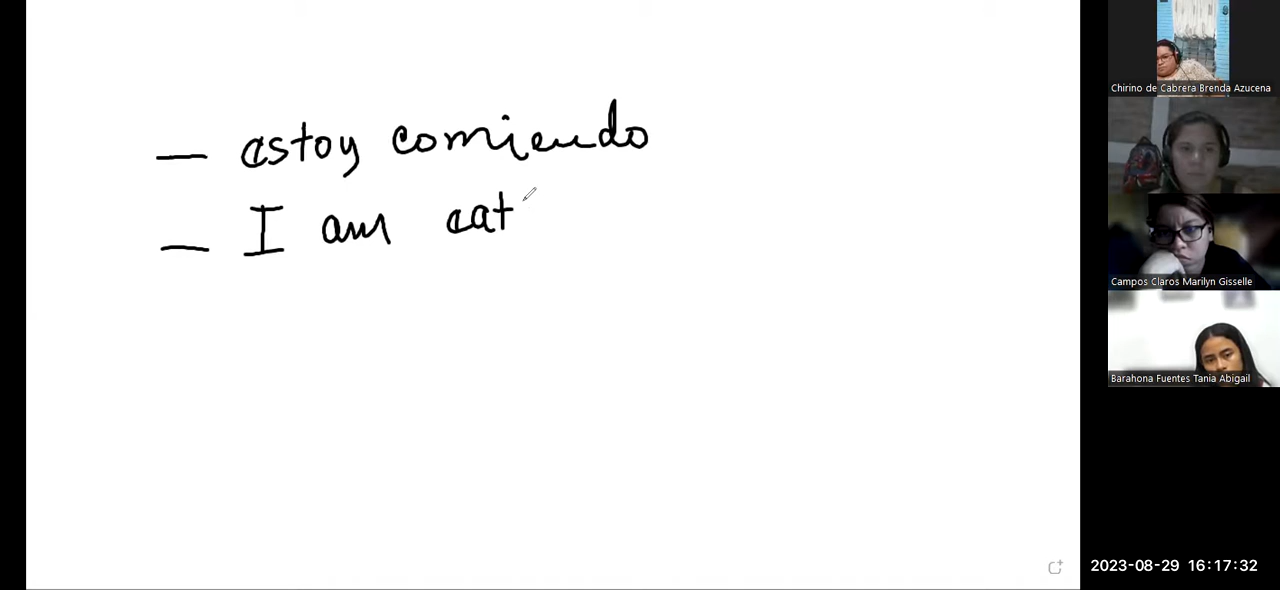 — estoy comiendo
— I am eat
Chirino de Cabrera Brenda Azucena
Campos Claros Marilyn Gisselle
Barahona Fuentes Tania Abigail
2023-08-29 16:17:32